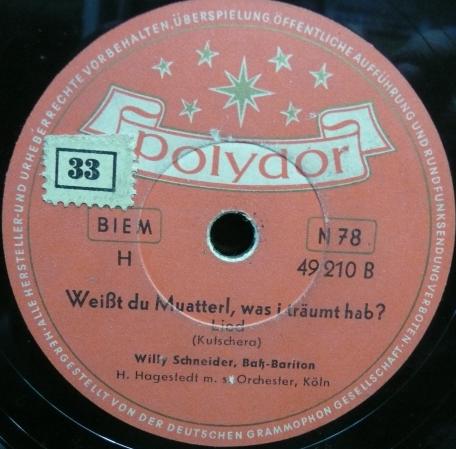 ALLE HERSTELLER-UND URHEBERRECHTE VORBEHALTEN, ÜBERSPIELUNG, ÖFFENTLICHE AUFFÜHRUNG UND RUNDFUNKSENDUNG VERBOTEN.
polydor
33
BIEM
N 78
H
49 210 B
Weißt du Muatterl, was i träumt hab?
Lied
(Kutschera)
Willy Schneider, Baß-Bariton
H. Hagestedt m. s. Orchester, Köln
HERGESTELLT VON DER DEUTSCHEN GRAMMOPHON GESELLSCHAFT.